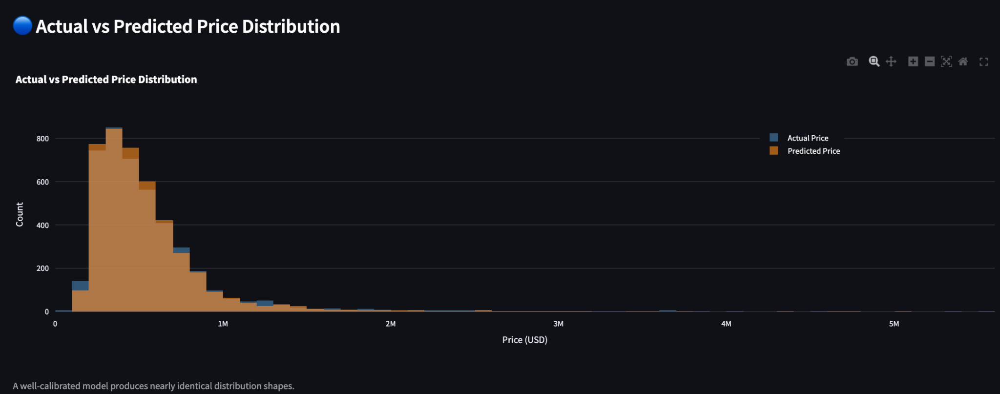 Actual vs Predicted Price Distribution
Actual vs Predicted Price Distribution
800
600
400
200
0
Count
Actual Price
Predicted Price
0
1M
2M
3M
4M
5M
Price (USD)
A well-calibrated model produces nearly identical distribution shapes.